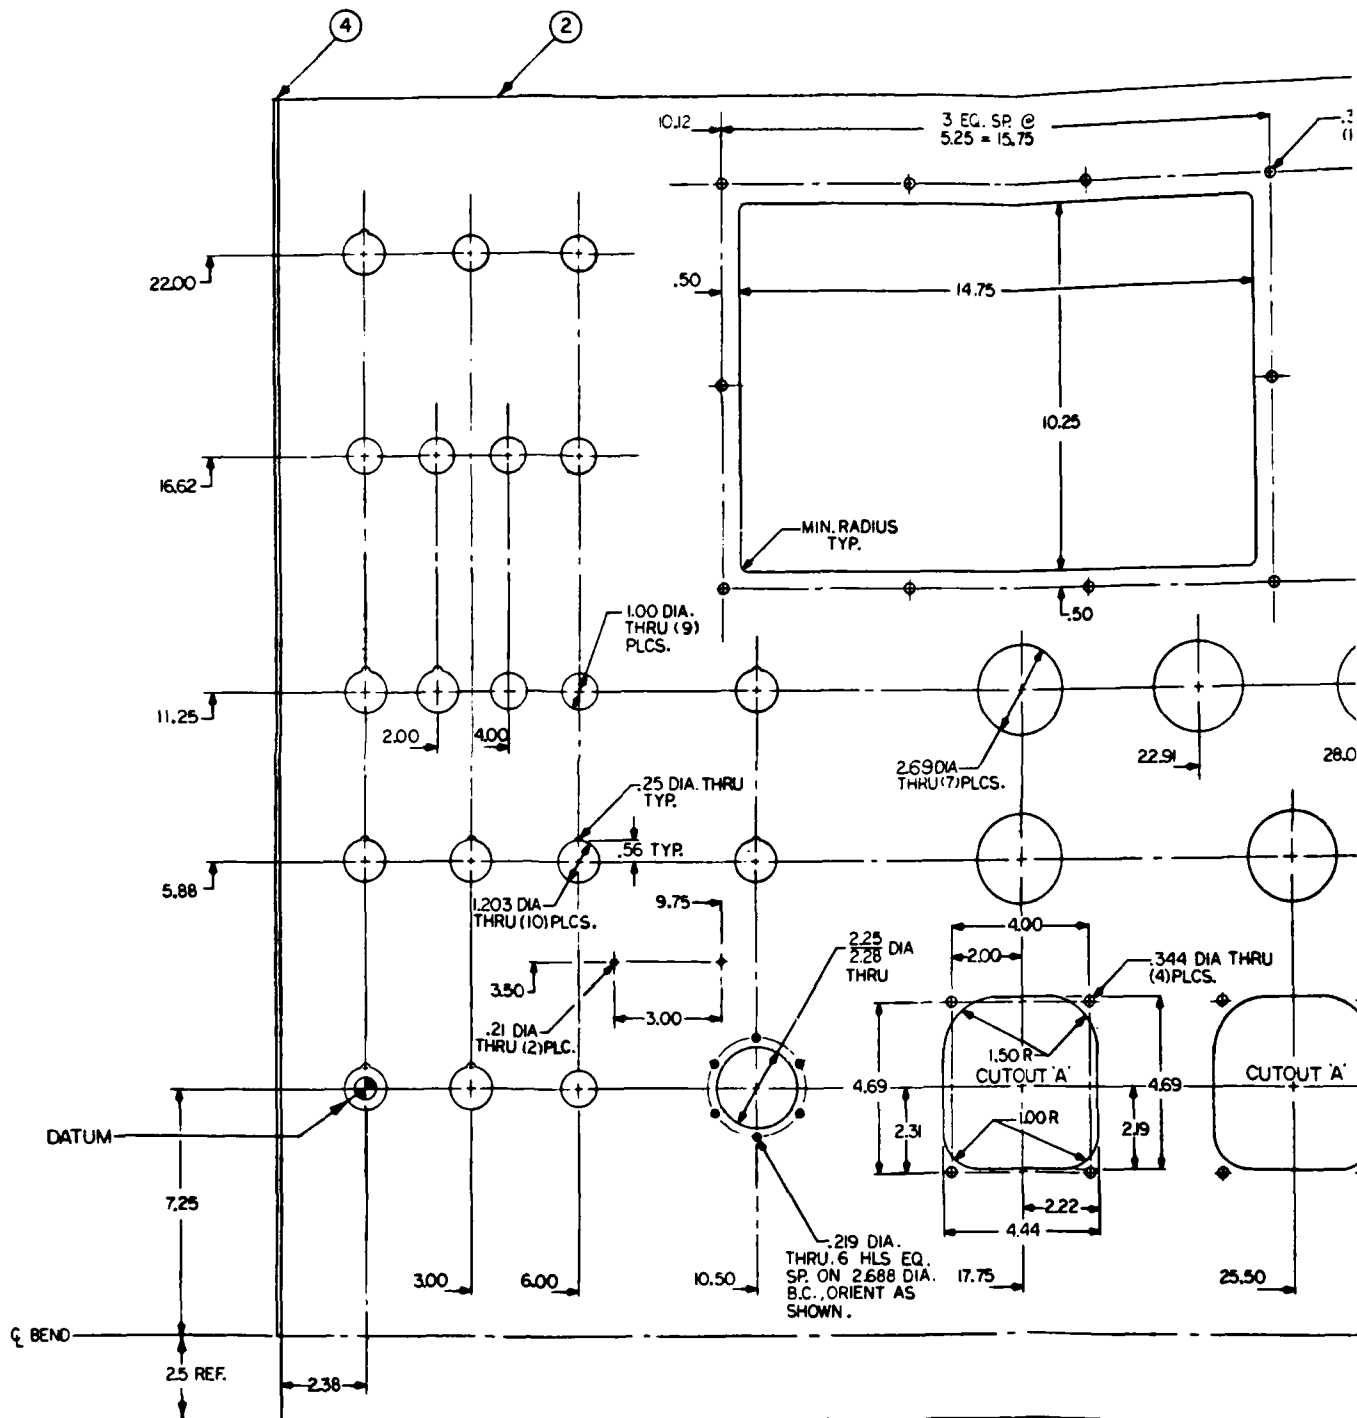 4
2
10.12
3 EQ. SP. @
5.25 = 15.75
22.00
.50
14.75
10.25
16.62
MIN. RADIUS
TYP.
1.00 DIA.
THRU (9)
PLCS.
.50
11.25
2.00
4.00
2.69 DIA
THRU (7) PLCS.
22.91
28.0
.25 DIA. THRU
TYP.
.56 TYP.
5.88
1.203 DIA
THRU (10) PLCS.
9.75
4.00
2.25
2.28 DIA
THRU
2.00
.344 DIA THRU
(4) PLCS.
3.50
3.00
.21 DIA
THRU (2) PLC.
1.50 R
CUTOUT 'A'
CUTOUT 'A'
4.69
4.69
1.00 R
2.31
2.19
DATUM
7.25
2.22
4.44
.219 DIA.
THRU. 6 HLS EQ.
SP. ON 2.688 DIA.
B.C., ORIENT AS
SHOWN.
3.00
6.00
10.50
17.75
25.50
℄ BEND
2.5 REF.
2.38